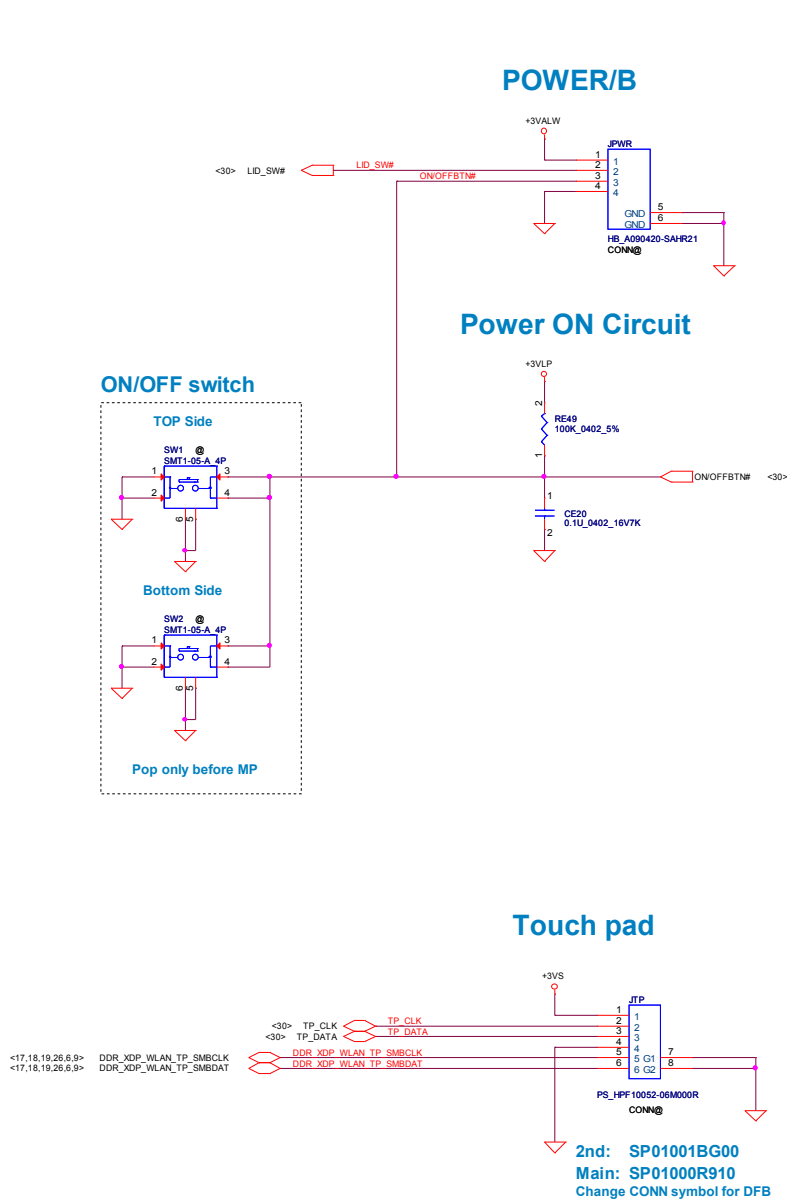 POWER/B
+3VALW
JPWR
<30> LID_SW#
LID_SW#
ON/OFFBTN#
1 1
2 2
3 3
4 4
GND 5
GND 6
HB_A090420-SAHR21
CONN@
Power ON Circuit
+3VLP
ON/OFF switch
TOP Side
2
RE49
100K_0402_5%
1
SW1 @
SMT1-05-A_4P
1 3
2 4
6 5
ON/OFFBTN# <30>
1
CE20
0.1U_0402_16V7K
2
Bottom Side
SW2 @
SMT1-05-A_4P
1 3
2 4
6 5
Pop only before MP
Touch pad
+3VS
JTP
<30> TP_CLK TP_CLK
<30> TP_DATA TP_DATA
<17,18,19,26,6,9> DDR_XDP_WLAN_TP_SMBCLK DDR_XDP_WLAN_TP_SMBCLK
<17,18,19,26,6,9> DDR_XDP_WLAN_TP_SMBDAT DDR_XDP_WLAN_TP_SMBDAT
1 1
2 2
3 3
4 4
5 5 G1 7
6 6 G2 8
PS_HPF10052-06M000R
CONN@
2nd: SP01001BG00
Main: SP01000R910
Change CONN symbol for DFB